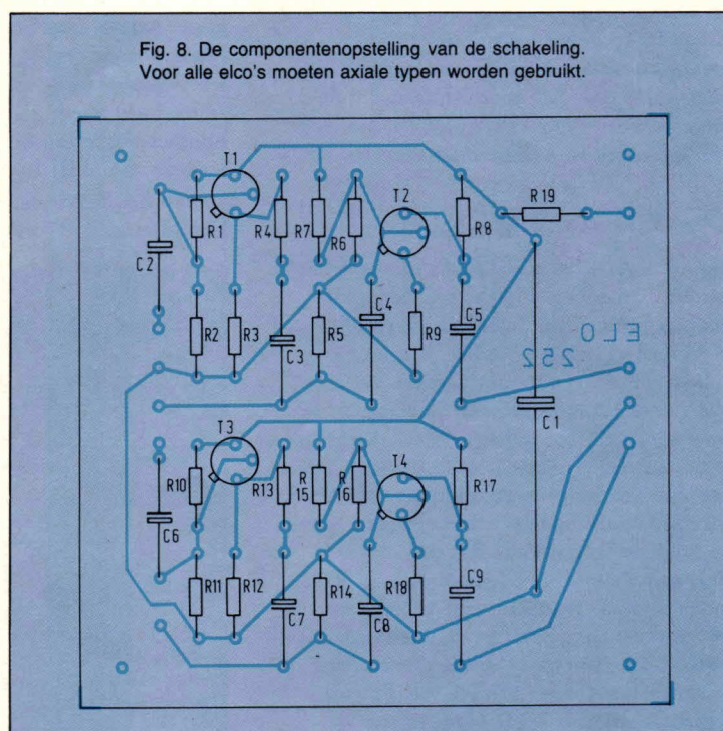 Fig. 8. De componentenopstelling van de schakeling.
Voor alle elco's moeten axiale typen worden gebruikt.
T1
T2
R19
R1
R4
R7
R6
R8
C2
R2
R3
C3
R5
C4
R9
C5
ELO
252
C1
T3
T4
R10
R13
R
15
R
16
R17
C6
R11
R12
C7
R14
C8
R18
C9